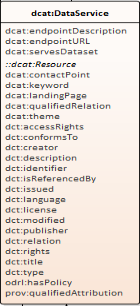 dcat:DataService
dcat:endpointDescription
dcat:endpointURL
dcat:servesDataset
::dcat:Resource
dcat:contactPoint
dcat:keyword
dcat:landingPage
dcat:qualifiedRelation
dcat:theme
dct:accessRights
dct:conformsTo
dct:creator
dct:description
dct:identifier
dct:isReferencedBy
dct:issued
dct:language
dct:license
dct:modified
dct:publisher
dct:relation
dct:rights
dct:title
dct:type
odrl:hasPolicy
prov:qualifiedAttribution